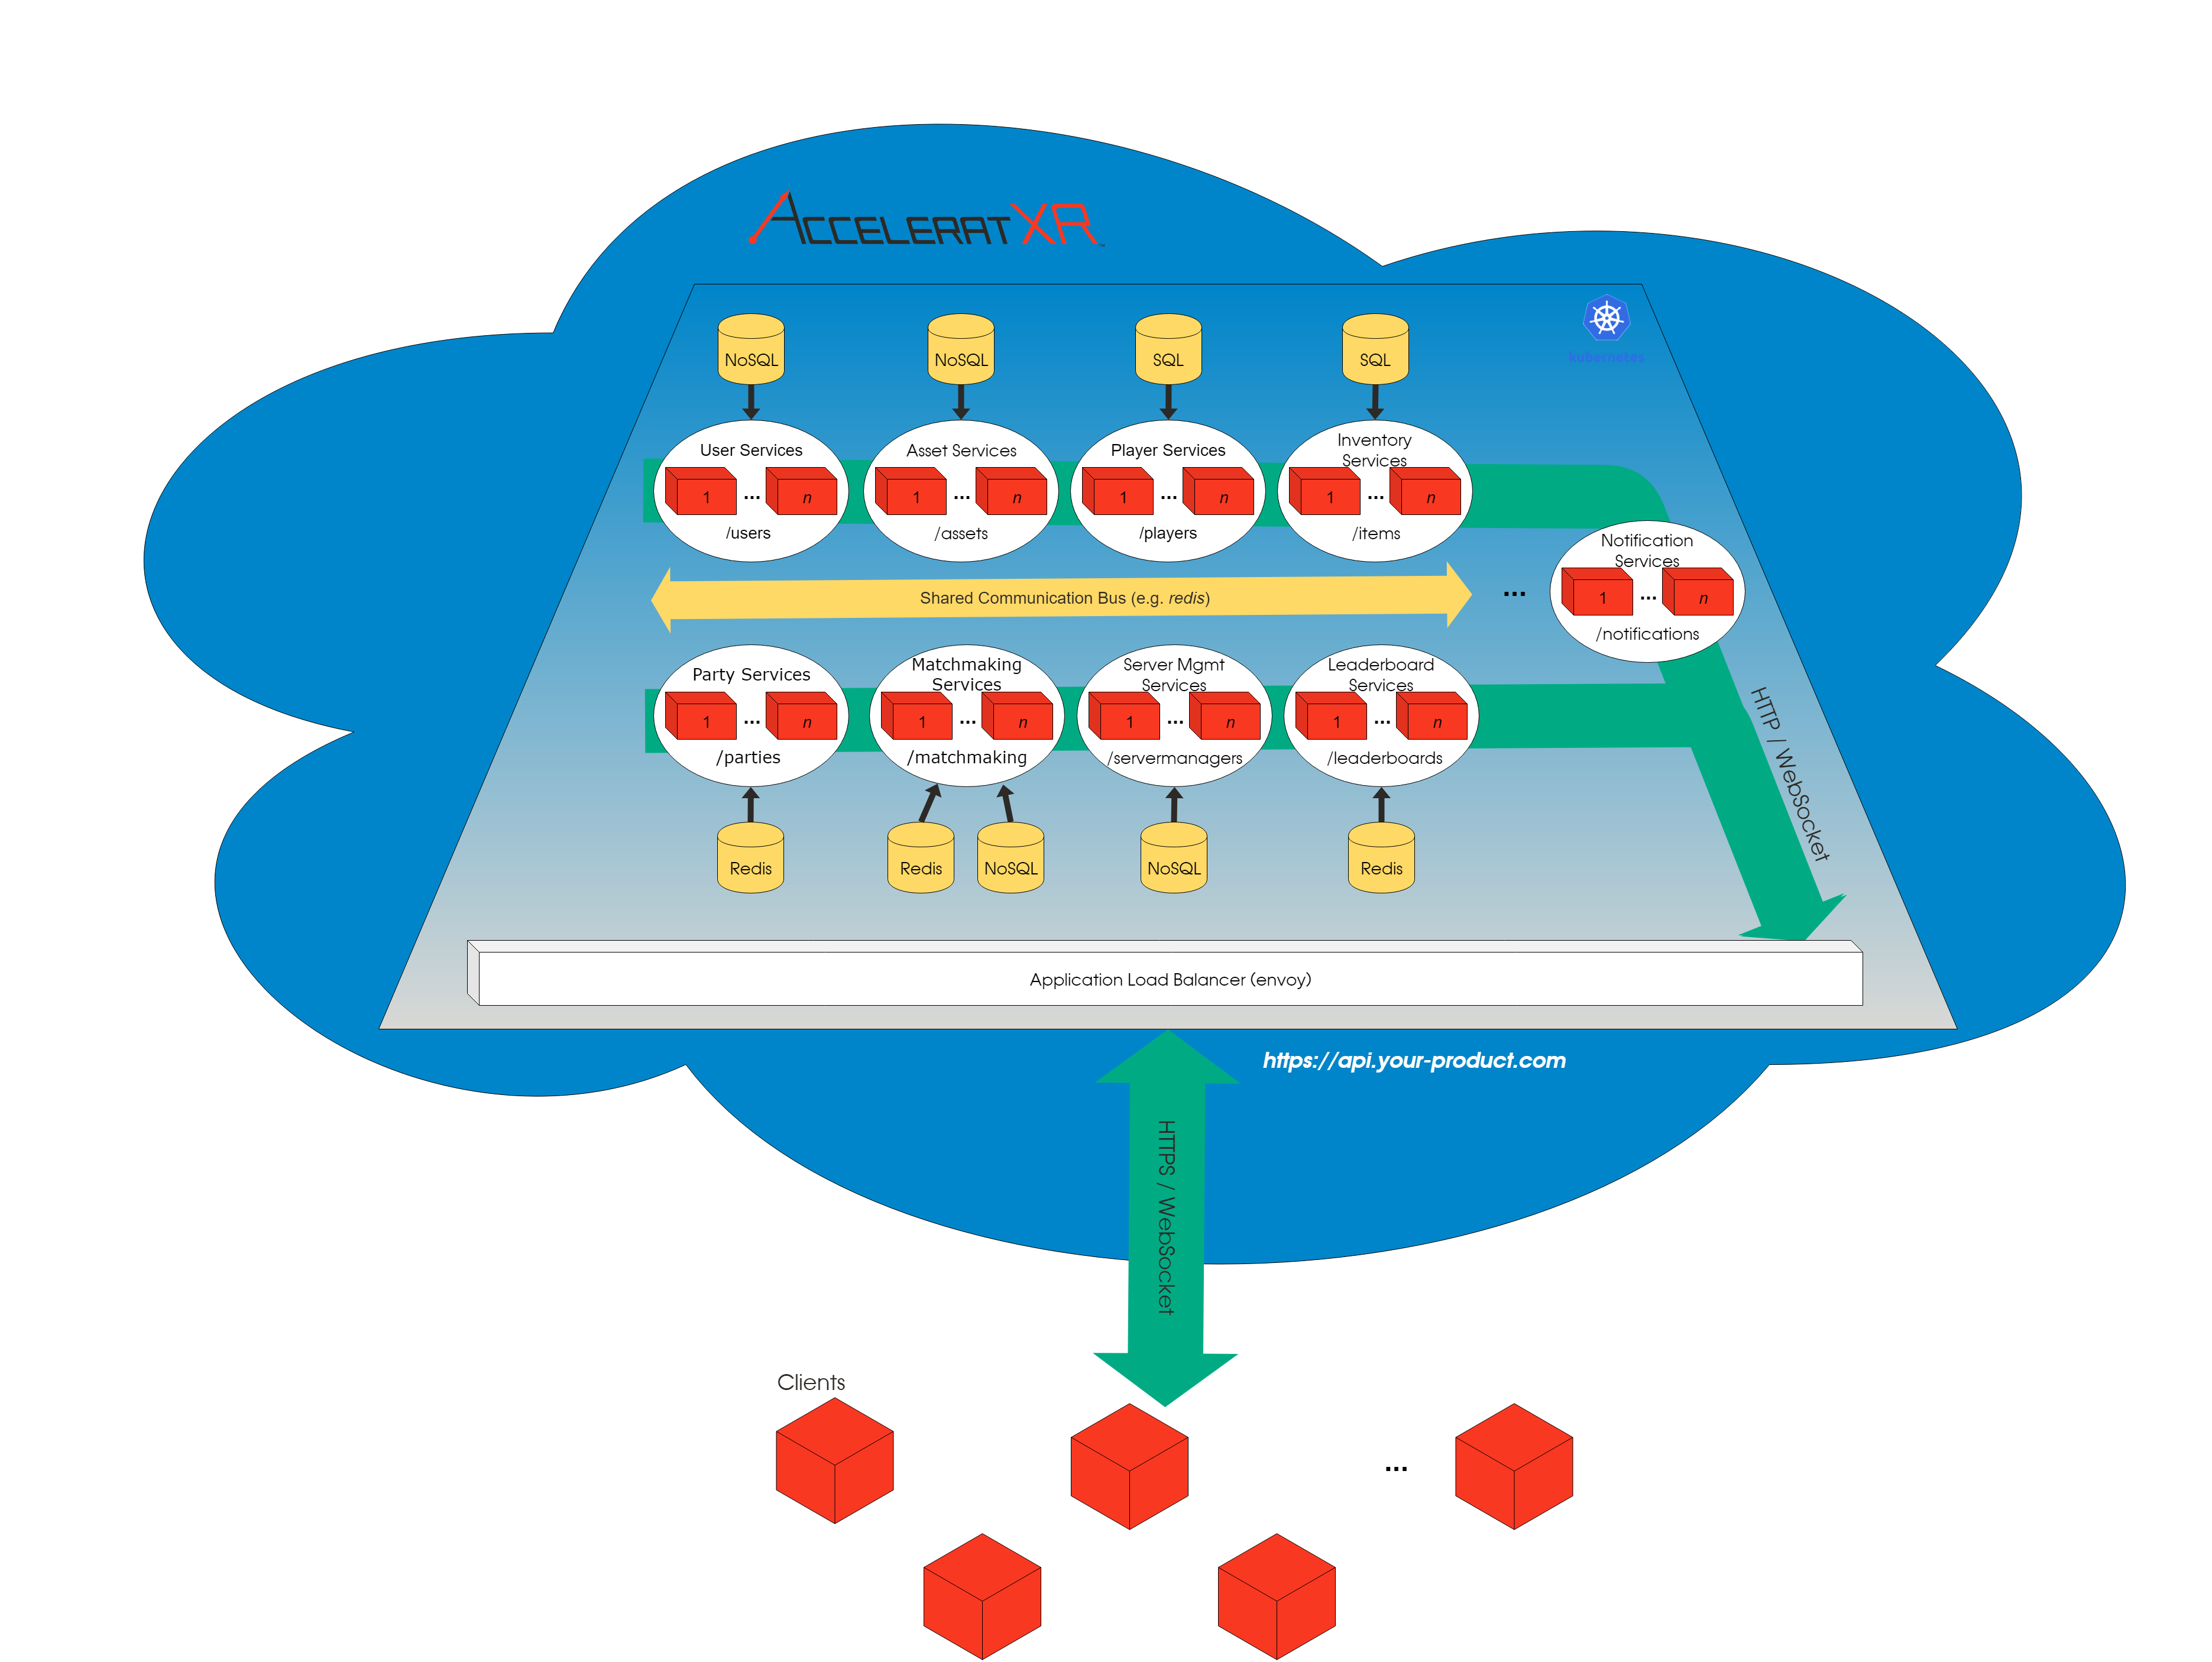 ACCELERATXR™
kubernetes
NoSQL
NoSQL
SQL
SQL
User Services
1 ... n
/users
Asset Services
1 ... n
/assets
Player Services
1 ... n
/players
Inventory
Services
1 ... n
/items
Notification
Services
1 ... n
/notifications
Shared Communication Bus (e.g. redis)
...
Party Services
1 ... n
/parties
Matchmaking
Services
1 ... n
/matchmaking
Server Mgmt
Services
1 ... n
/servermanagers
Leaderboard
Services
1 ... n
/leaderboards
HTTP / WebSocket
Redis
Redis
NoSQL
NoSQL
Redis
Application Load Balancer (envoy)
https://api.your-product.com
HTTPS / WebSocket
Clients
...